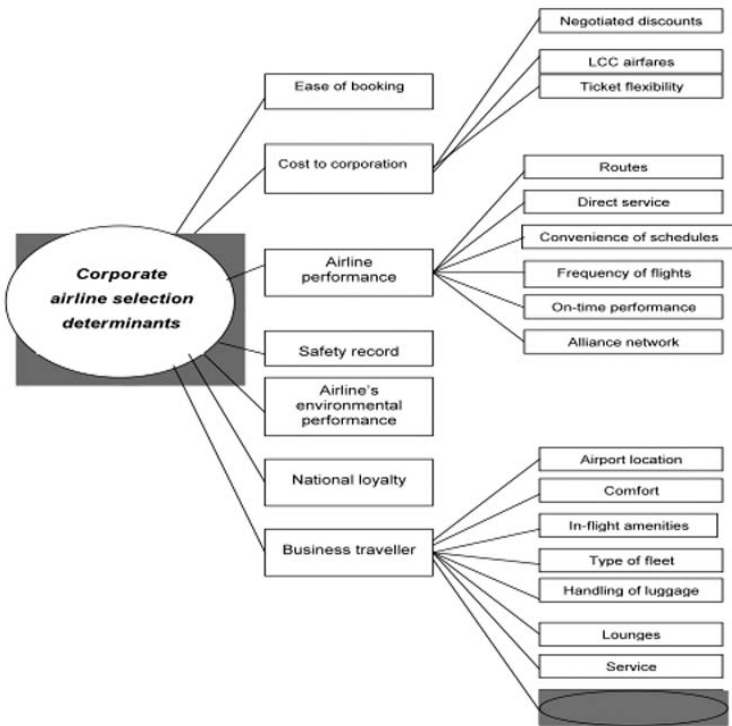 Negotiated discounts
LCC airfares
Ticket flexibility
Ease of booking
Cost to corporation
Routes
Direct service
Convenience of schedules
Frequency of flights
On-time performance
Alliance network
Airline
performance
Corporate
airline selection
determinants
Safety record
Airline's
environmental
performance
National loyalty
Business traveller
Airport location
Comfort
In-flight amenities
Type of fleet
Handling of luggage
Lounges
Service